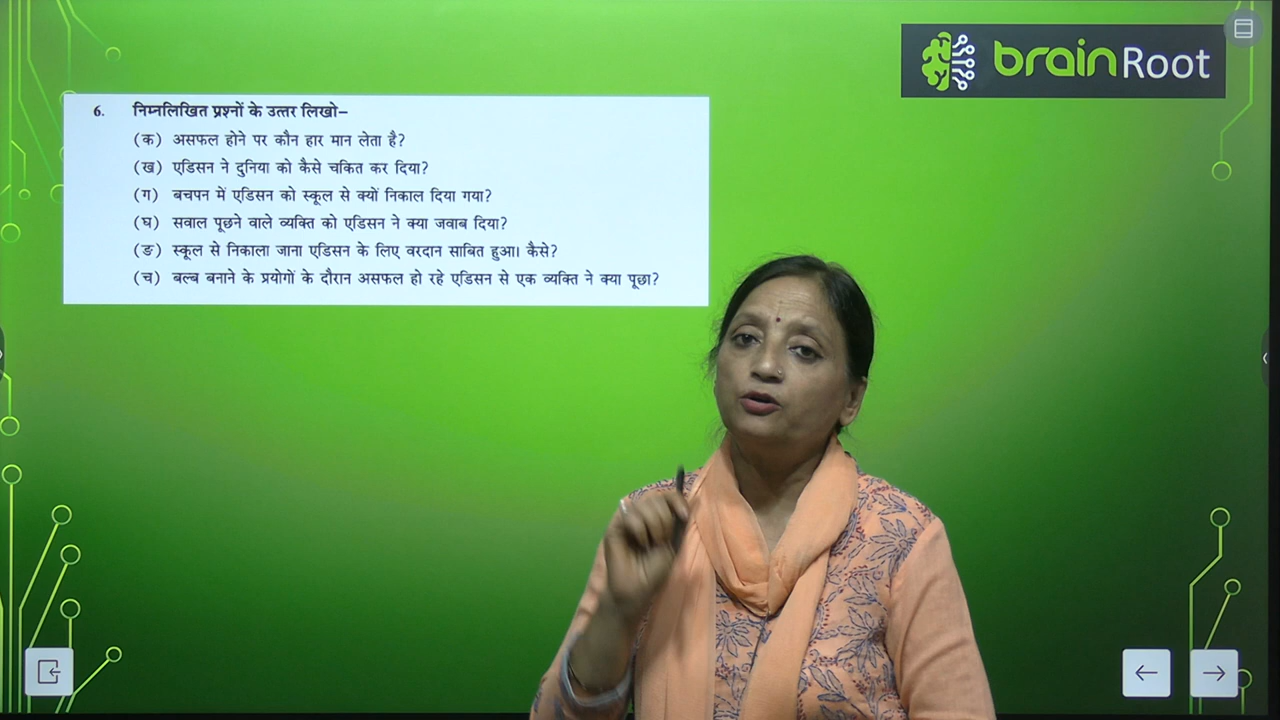 brainRoot
6. निम्नलिखित प्रश्नों के उत्तर लिखो–
(क) असफल होने पर कौन हार मान लेता है?
(ख) एडिसन ने दुनिया को कैसे चकित कर दिया?
(ग) बचपन में एडिसन को स्कूल से क्यों निकाल दिया गया?
(घ) सवाल पूछने वाले व्यक्ति को एडिसन ने क्या जवाब दिया?
(ङ) स्कूल से निकाला जाना एडिसन के लिए वरदान साबित हुआ। कैसे?
(च) बल्ब बनाने के प्रयोगों के दौरान असफल हो रहे एडिसन से एक व्यक्ति ने क्या पूछा?